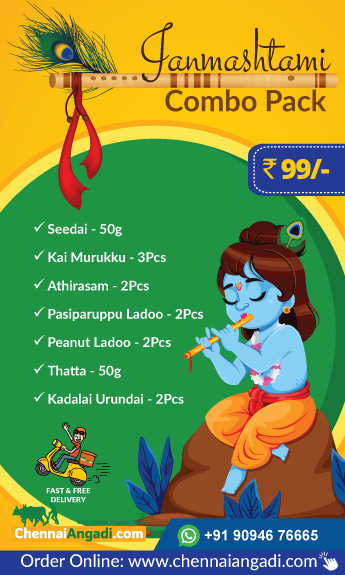 Janmashtami
Combo Pack
₹ 99/-
✓ Seedai - 50g
✓ Kai Murukku - 3Pcs
✓ Athirasam - 2Pcs
✓ Pasiparuppu Ladoo - 2Pcs
✓ Peanut Ladoo - 2Pcs
✓ Thatta - 50g
✓ Kadalai Urundai - 2Pcs
FAST & FREE
DELIVERY
ChennaiAngadi.com
+91 90946 76665
Order Online: www.chennaiangadi.com